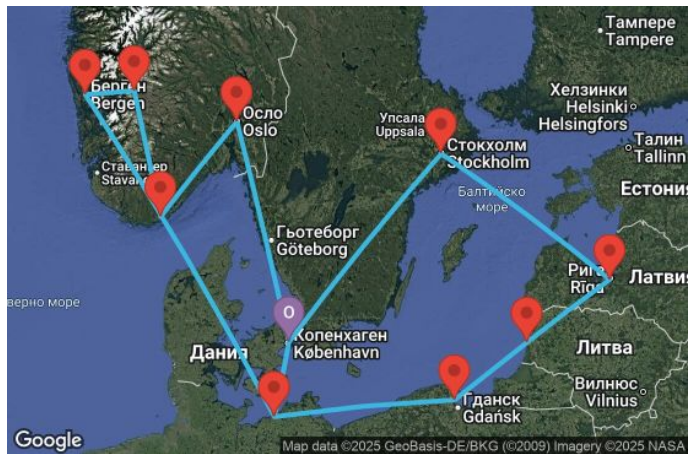 Тампере
Tampere
Берген
Bergen
Осло
Oslo
Упсала
Uppsala
Хелзинки
Helsinki
Helsingfors
Стокхолм
Stockholm
Талин
Tallinn
Ставангер
Естония
Балтийско
море
Гьотеборг
Göteborg
Рига
Rīga
Латвия
верно море
O
Копенхаген
København
Дания
Литва
Вилнюс
Vilnius
Гданск
Gdańsk
Google
Map data ©2025 GeoBasis-DE/BKG (©2009) Imagery ©2025 NASA